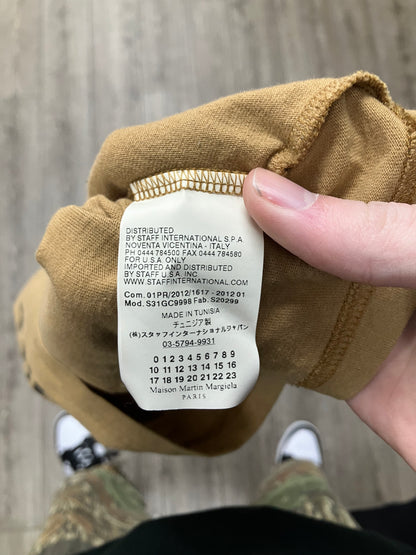 DISTRIBUTED
BY STAFF INTERNATIONAL S.P.A.
NOVENTA VICENTINA - ITALY
PH 0444 784500 FAX 0444 784580
FOR U.S.A. ONLY
IMPORTED AND DISTRIBUTED
BY STAFF U.S.A. INC.
WWW.STAFFINTERNATIONAL.
COM
Com. 01PR/2012/1617 - 2012 01
Mod. S31GC9998 Fab. S20299
MADE IN TUNISIA
チュニジア製
(株)スタッフインターナショナルジャパン
03-5794-9931
0 1 2 3 4 5 6 7 8 9
10 11 12 13 14 15 16
17 18 19 20 21 22 23
Maison Martin Margiela
PARIS